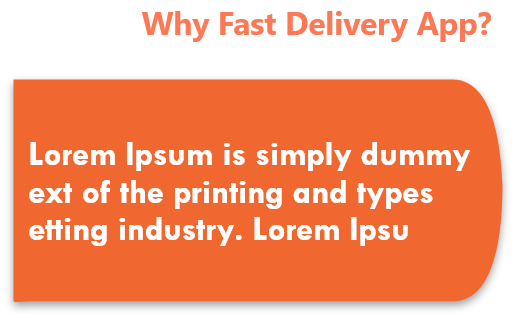 Why Fast Delivery App?
Lorem Ipsum is simply dummy
ext of the printing and types
etting industry. Lorem Ipsu